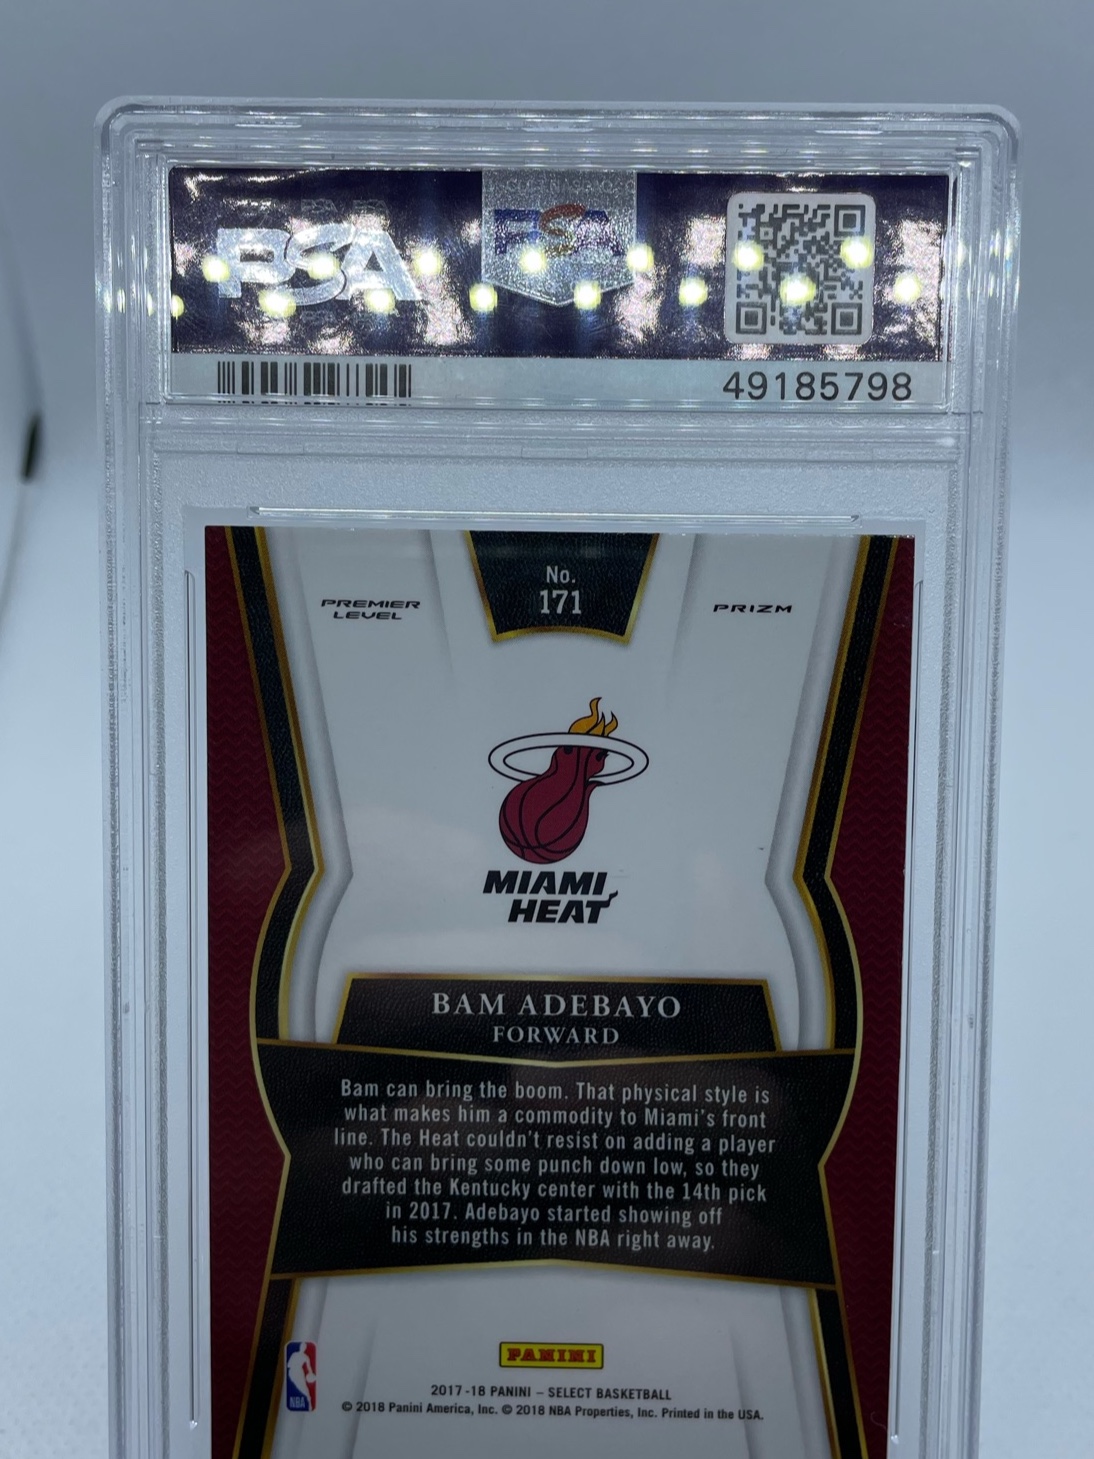 PSA
PSA
49185798
No.
171
PREMIER
LEVEL
PRIZM
MIAMI
HEAT
BAM ADEBAYO
FORWARD
Bam can bring the boom. That physical style is
what makes him a commodity to Miami's front
line. The Heat couldn't resist on adding a player
who can bring some punch down low, so they
drafted the Kentucky center with the 14th pick
in 2017. Adebayo started showing off
his strengths in the NBA right away.
NBA
PANINI
2017-18 PANINI – SELECT BASKETBALL
© 2018 Panini America, Inc. © 2018 NBA Properties, Inc. Printed in the USA.